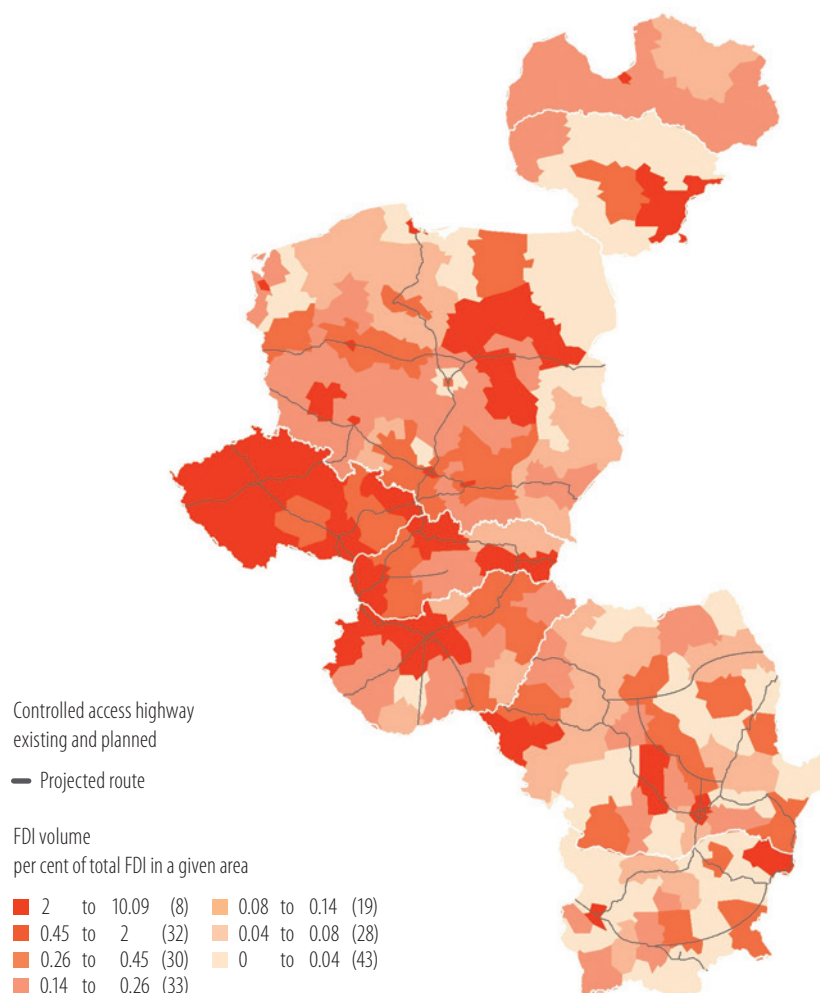 Controlled access highway
existing and planned
Projected route
FDI volume
per cent of total FDI in a given area
2 to 10.09 (8)
0.45 to 2 (32)
0.26 to 0.45 (30)
0.14 to 0.26 (33)
0.08 to 0.14 (19)
0.04 to 0.08 (28)
0 to 0.04 (43)